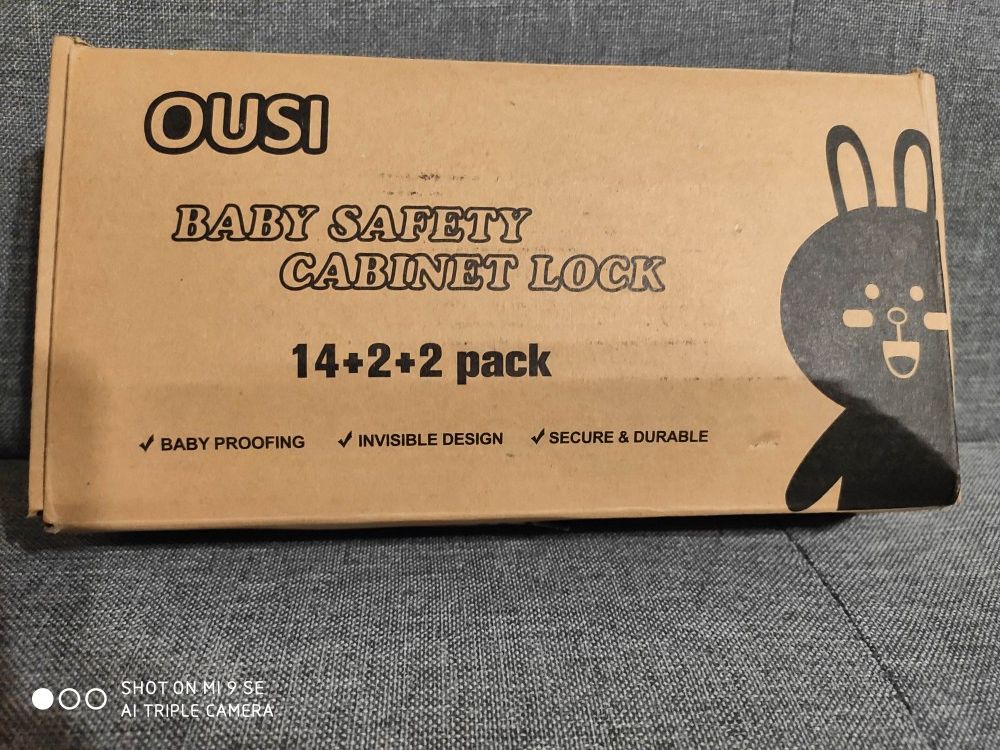 OUSI
BABY SAFETY
CABINET LOCK
14+2+2 pack
✓ BABY PROOFING ✓ INVISIBLE DESIGN ✓ SECURE & DURABLE
SHOT ON MI 9 SE
AI TRIPLE CAMERA